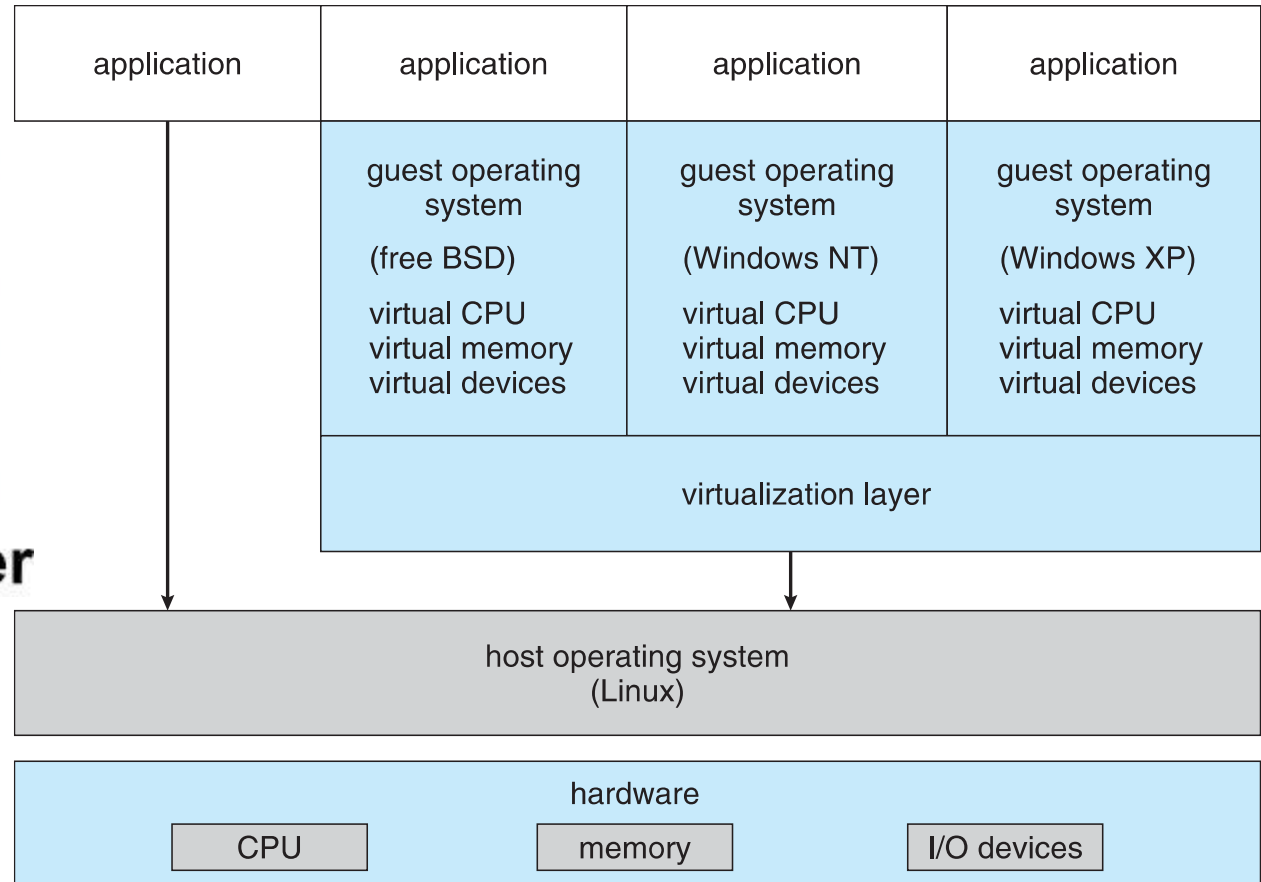 application
application
application
application
guest operating
system
(free BSD)
virtual CPU
virtual memory
virtual devices
guest operating
system
(Windows NT)
virtual CPU
virtual memory
virtual devices
guest operating
system
(Windows XP)
virtual CPU
virtual memory
virtual devices
virtualization layer
er
host operating system
(Linux)
hardware
CPU
memory
I/O devices